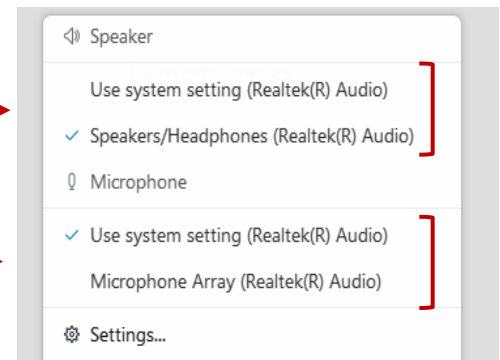 Speaker
Use system setting (Realtek(R) Audio)
Speakers/Headphones (Realtek(R) Audio)
Microphone
Use system setting (Realtek(R) Audio)
Microphone Array (Realtek(R) Audio)
Settings...